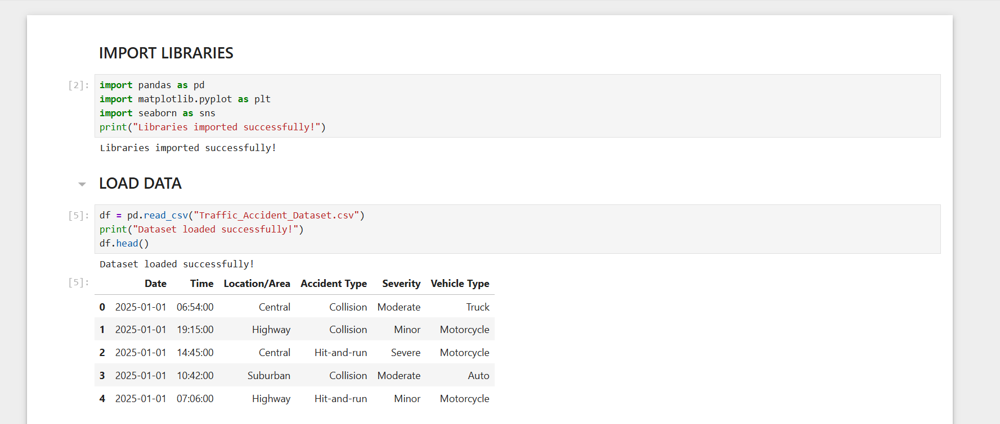 IMPORT LIBRARIES
[2]:
import pandas as pd
import matplotlib.pyplot as plt
import seaborn as sns
print("Libraries imported successfully!")
Libraries imported successfully!
LOAD DATA
[5]:
df = pd.read_csv("Traffic_Accident_Dataset.csv")
print("Dataset loaded successfully!")
df.head()
Dataset loaded successfully!
[5]:
Date Time Location/Area Accident Type Severity Vehicle Type
0 2025-01-01 06:54:00 Central Collision Moderate Truck
1 2025-01-01 19:15:00 Highway Collision Minor Motorcycle
2 2025-01-01 14:45:00 Central Hit-and-run Severe Motorcycle
3 2025-01-01 10:42:00 Suburban Collision Moderate Auto
4 2025-01-01 07:06:00 Highway Hit-and-run Minor Motorcycle